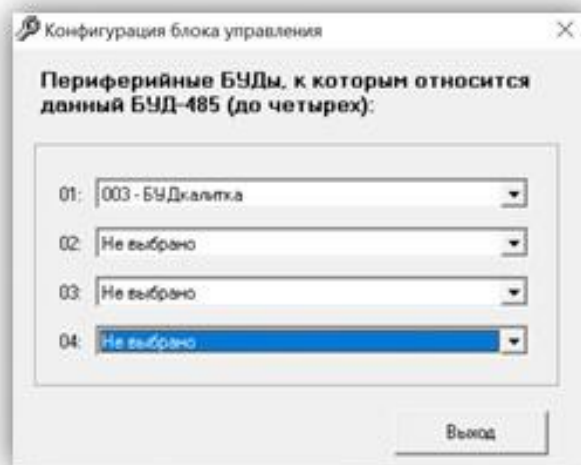 Конфигурация блока управления
Периферийные БУДы, к которым относится
данный БУД-485 (до четырех):
01: 003 - БУДкалитка
02: Не выбрано
03: Не выбрано
04: Не выбрано
Выход